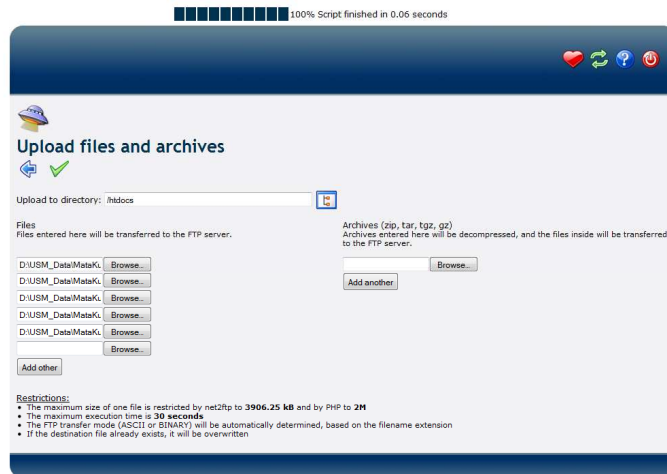 100% Script finished in 0.06 seconds
Upload files and archives
Upload to directory: /htdocs
Files
Files entered here will be transferred to the FTP server.
D:\USM_Data\MataKu Browse..
D:\USM_Data\MataKu Browse..
D:\USM_Data\MataKu Browse..
D:\USM_Data\MataKu Browse..
D:\USM_Data\MataKu Browse..
Browse..
Add other
Archives (zip, tar, tgz, gz)
Archives entered here will be decompressed, and the files inside will be transferred
to the FTP server.
Browse..
Add another
Restrictions:
• The maximum size of one file is restricted by net2ftp to 3906.25 kB and by PHP to 2M
• The maximum execution time is 30 seconds
• The FTP transfer mode (ASCII or BINARY) will be automatically determined, based on the filename extension
• If the destination file already exists, it will be overwritten